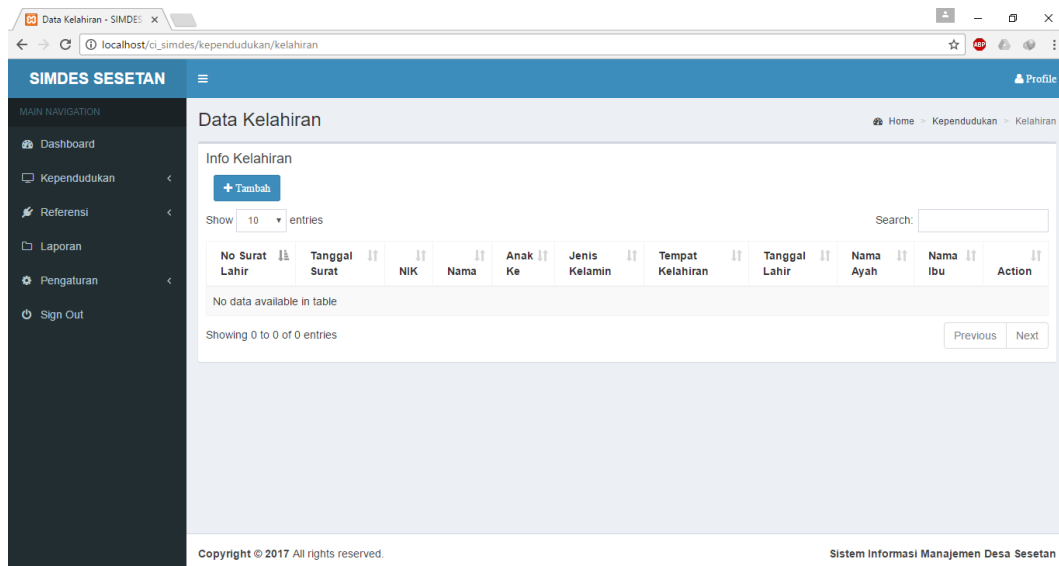 Data Kelahiran - SIMDES
localhost/ci_simdes/kependudukan/kelahiran
ABP
SIMDES SESETAN
Profile
MAIN NAVIGATION
Dashboard
Kependudukan
Referensi
Laporan
Pengaturan
Sign Out
Data Kelahiran
Home > Kependudukan > Kelahiran
Info Kelahiran
+ Tambah
Show 10 entries
Search:
No Surat Lahir Tanggal Surat NIK Nama Anak Ke Jenis Kelamin Tempat Kelahiran Tanggal Lahir Nama Ayah Nama Ibu Action
No data available in table
Showing 0 to 0 of 0 entries
Previous Next
Copyright © 2017 All rights reserved.
Sistem Informasi Manajemen Desa Sesetan